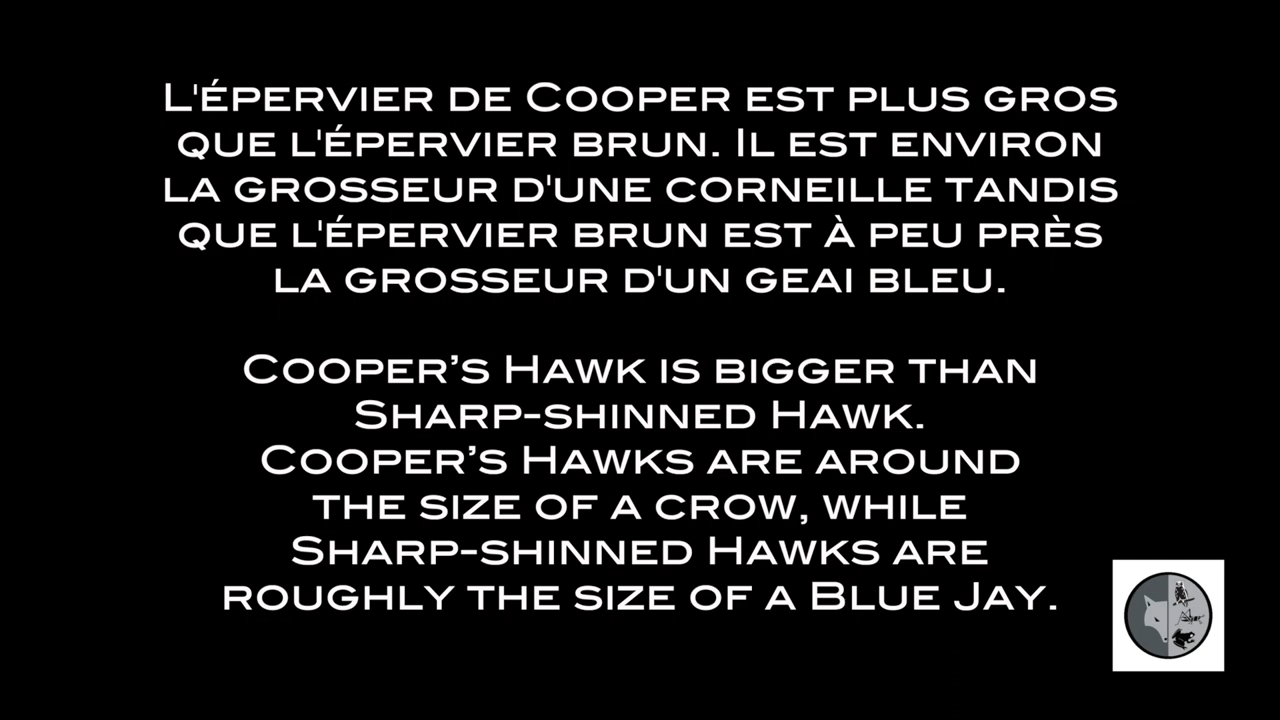 L'épervier de Cooper est plus gros
que l'épervier brun. Il est environ
la grosseur d'une corneille tandis
que l'épervier brun est à peu près
la grosseur d'un geai bleu.
Cooper’s Hawk is bigger than
Sharp-shinned Hawk.
Cooper’s Hawks are around
the size of a crow, while
Sharp-shinned Hawks are
roughly the size of a Blue Jay.